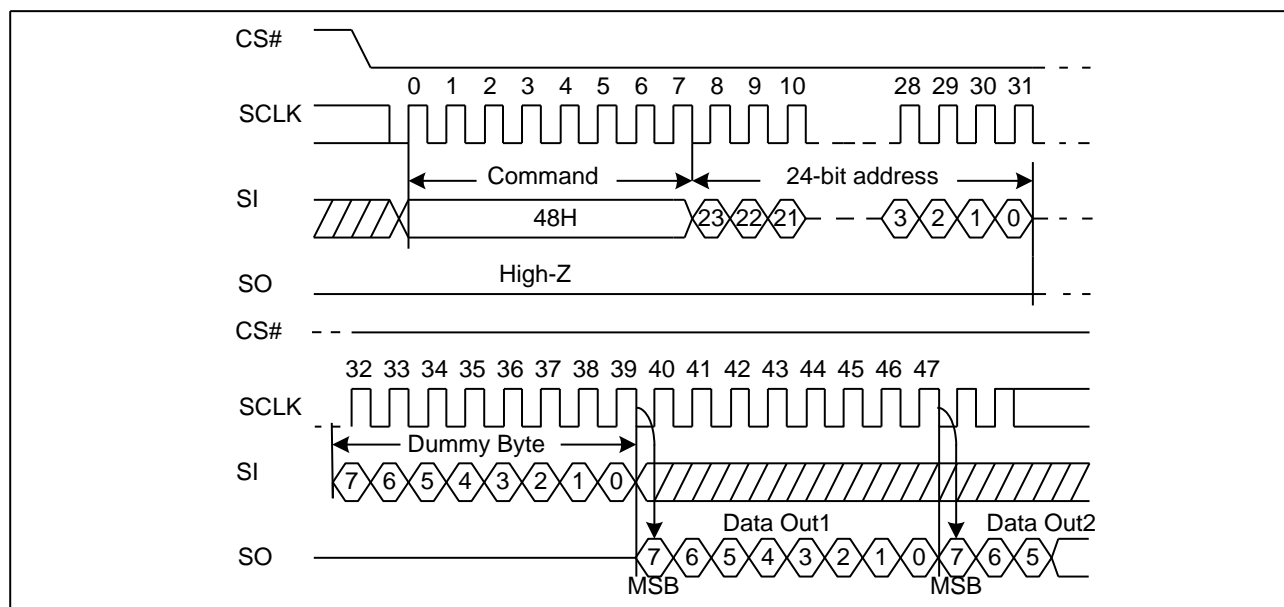 CS#
0 1 2 3 4 5 6 7 8 9 10 28 29 30 31
SCLK
Command 24-bit address
SI
48H 23 22 21 3 2 1 0
High-Z
SO
CS#
32 33 34 35 36 37 38 39 40 41 42 43 44 45 46 47
SCLK
Dummy Byte
SI
7 6 5 4 3 2 1 0
Data Out1 Data Out2
SO
7 6 5 4 3 2 1 0 7 6 5
MSB MSB